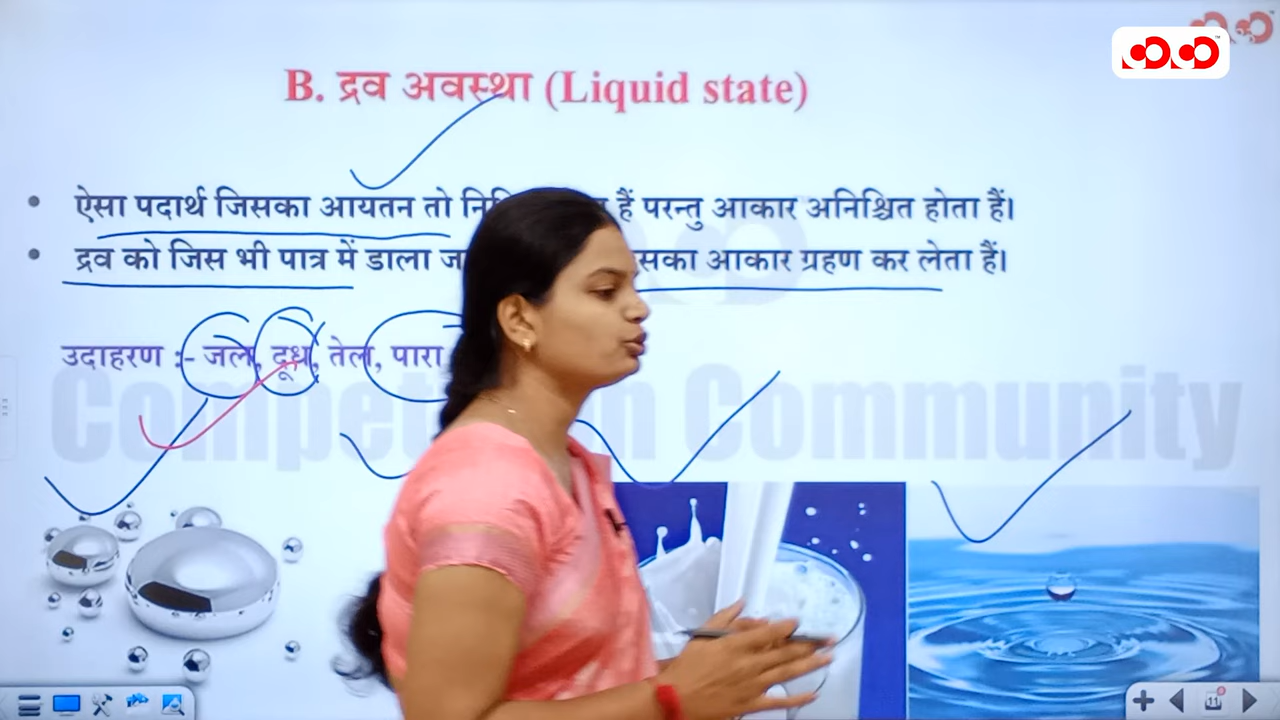 B. द्रव अवस्था (Liquid state)
• ऐसा पदार्थ जिसका आयतन तो हैं परन्तु आकार अनिश्चित होता हैं।
• द्रव को जिस भी पात्र में डाला आकार ग्रहण कर लेता हैं।
उदाहरण :- जल, दूध, तेल, पारा
Community
11